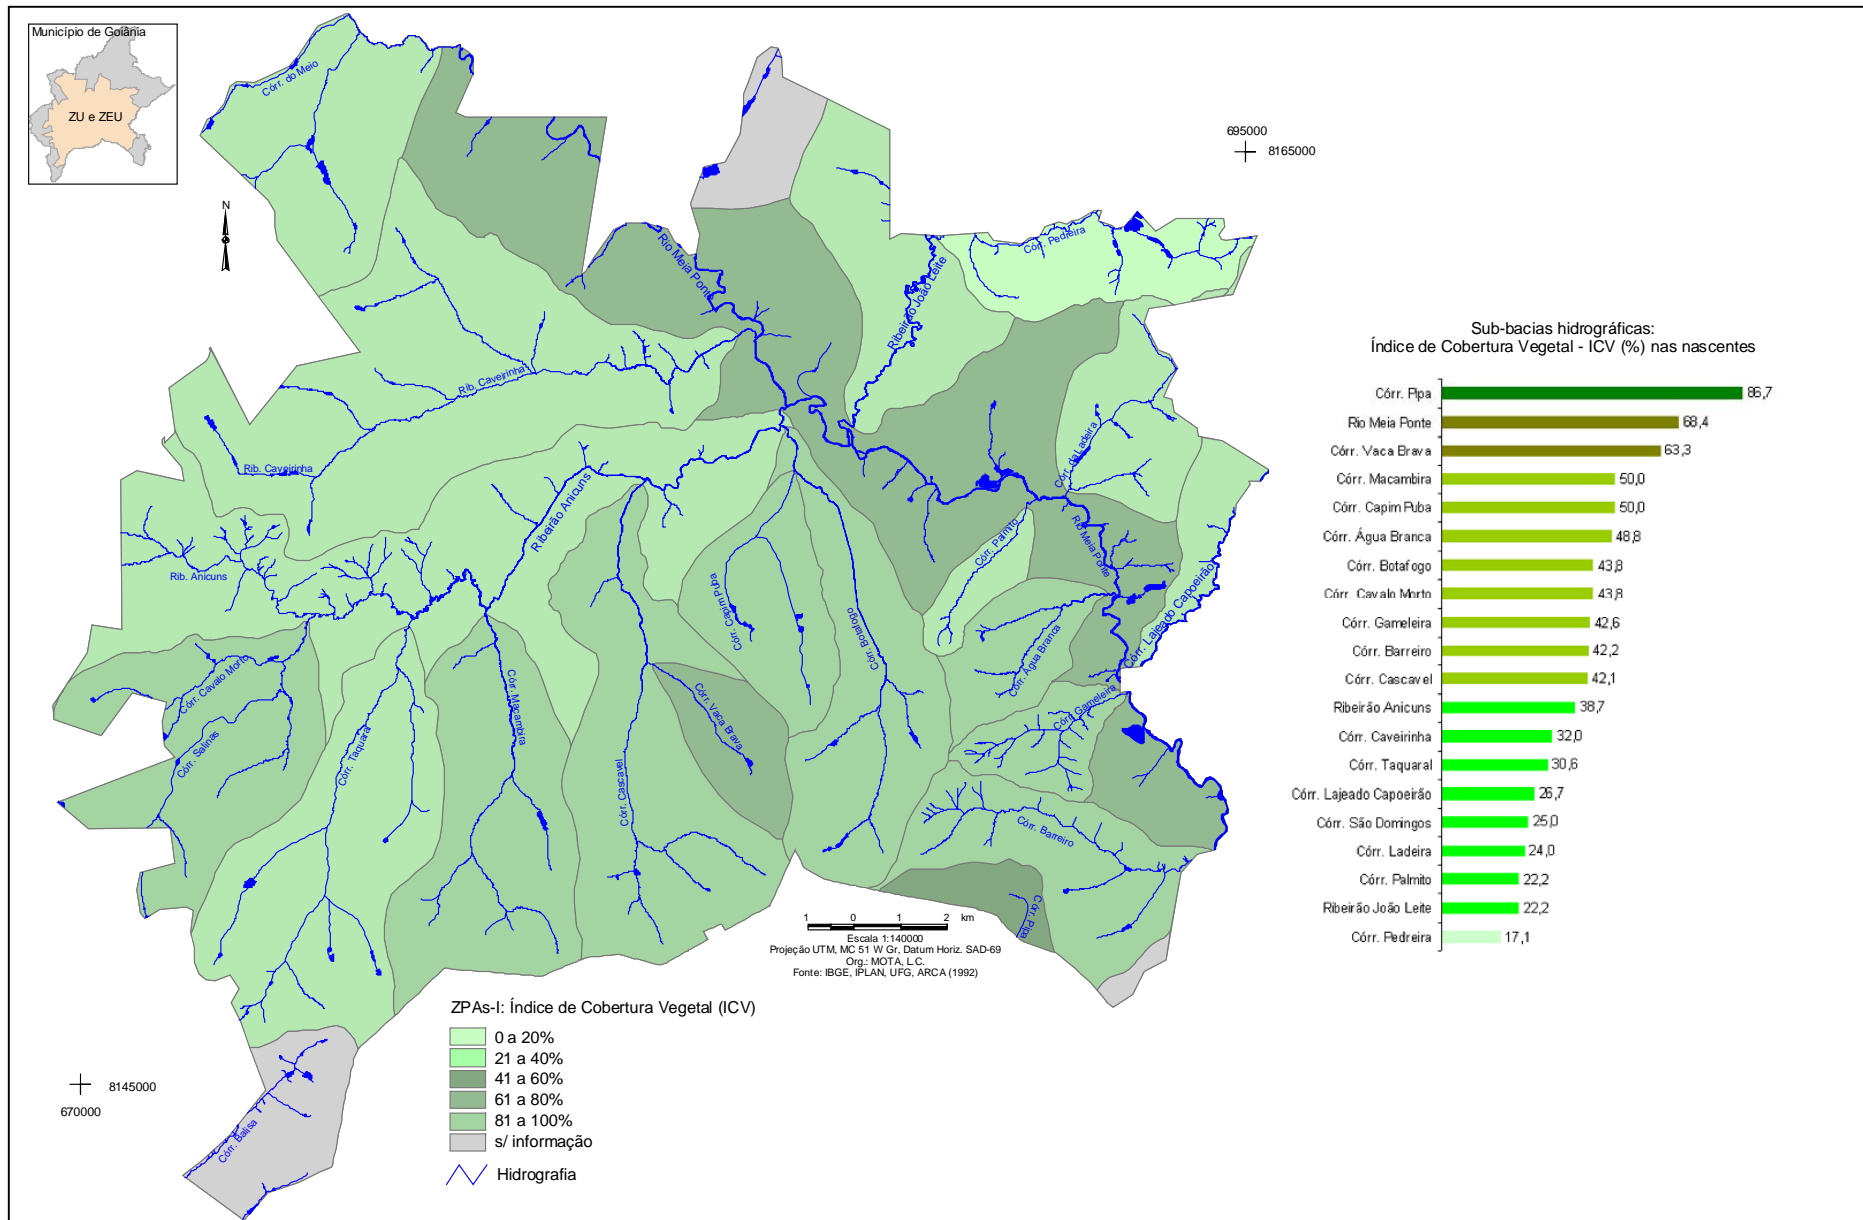 Município de Goiânia
ZU e ZEU
N
Córr. do Meio
695000
8165000
Rio Meia Ponte
Ribeirão João Leite
Córr. Pedreira
Rib. Caveirinha
Rib. Caveirinha
Ribeirão Anicuns
Rib. Anicuns
Córr. da Ladeira
Córr. Palmito
Rio Meia Ponte
Córr. Lajeado Capoeirão
Córr. Capim Puba
Córr. Botafogo
Córr. Água Branca
Córr. Cavalo Morto
Córr. Salinas
Córr. Taquara
Córr. Macambira
Córr. Cascavel
Córr. Vaca Brava
Córr. Gameleira
Córr. Barreiro
Córr. Pipa
Córr. Balisa
8145000
670000
1 0 1 2 km
Escala 1:140000
Projeção UTM, MC 51 W Gr, Datum Horiz. SAD-69
Org.: MOTA, L.C.
Fonte: IBGE, IPLAN, UFG, ARCA (1992)
ZPAs-I: Índice de Cobertura Vegetal (ICV)
0 a 20%
21 a 40%
41 a 60%
61 a 80%
81 a 100%
s/ informação
Hidrografia
Sub-bacias hidrográficas:
Índice de Cobertura Vegetal - ICV (%) nas nascentes
Córr. Pipa 86,7
Rio Meia Ponte 68,4
Córr. Vaca Brava 63,3
Córr. Macambira 50,0
Córr. Capim Puba 50,0
Córr. Água Branca 48,8
Córr. Botafogo 43,8
Córr. Cavalo Morto 43,8
Córr. Gameleira 42,6
Córr. Barreiro 42,2
Córr. Cascavel 42,1
Ribeirão Anicuns 38,7
Córr. Caveirinha 32,0
Córr. Taquaral 30,6
Córr. Lajeado Capoeirão 26,7
Córr. São Domingos 25,0
Córr. Ladeira 24,0
Córr. Palmito 22,2
Ribeirão João Leite 22,2
Córr. Pedreira 17,1